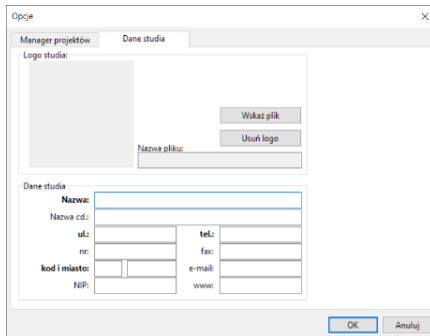 Opcje
Manager projektów Dane studia
Logo studia:
Wskaż plik
Usuń logo
Nazwa pliku:
Dane studia
Nazwa:
Nazwa cd.:
ul.: tel.:
nr: fax:
kod i miasto: e-mail:
NIP: www:
OK Anuluj